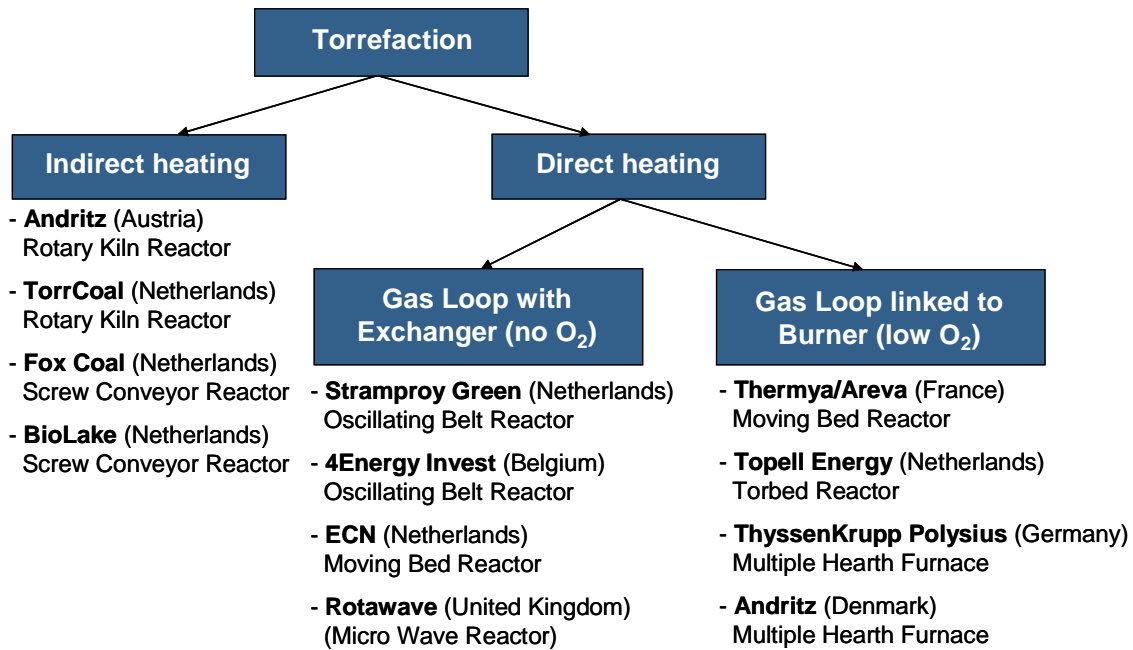 Torrefaction
Indirect heating
- Andritz (Austria)
Rotary Kiln Reactor
- TorrCoal (Netherlands)
Rotary Kiln Reactor
- Fox Coal (Netherlands)
Screw Conveyor Reactor
- BioLake (Netherlands)
Screw Conveyor Reactor
Direct heating
Gas Loop with
Exchanger (no O₂)
- Stramproy Green (Netherlands)
Oscillating Belt Reactor
- 4Energy Invest (Belgium)
Oscillating Belt Reactor
- ECN (Netherlands)
Moving Bed Reactor
- Rotawave (United Kingdom)
(Micro Wave Reactor)
Gas Loop linked to
Burner (low O₂)
- Thermya/Areva (France)
Moving Bed Reactor
- Topell Energy (Netherlands)
Torbed Reactor
- ThyssenKrupp Polysius (Germany)
Multiple Hearth Furnace
- Andritz (Denmark)
Multiple Hearth Furnace